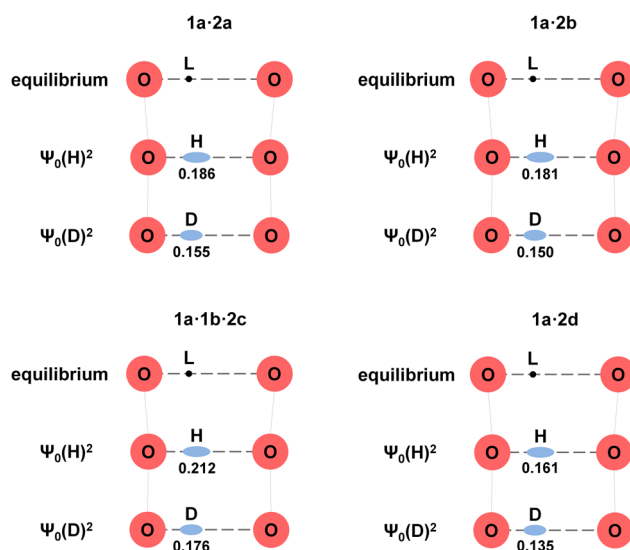 1a·2a
L
equilibrium O O
H
Ψ0(H)2 O O
0.186
D
Ψ0(D)2 O O
0.155
1a·2b
L
equilibrium O O
H
Ψ0(H)2 O O
0.181
D
Ψ0(D)2 O O
0.150
1a·1b·2c
L
equilibrium O O
H
Ψ0(H)2 O O
0.212
D
Ψ0(D)2 O O
0.176
1a·2d
L
equilibrium O O
H
Ψ0(H)2 O O
0.161
D
Ψ0(D)2 O O
0.135